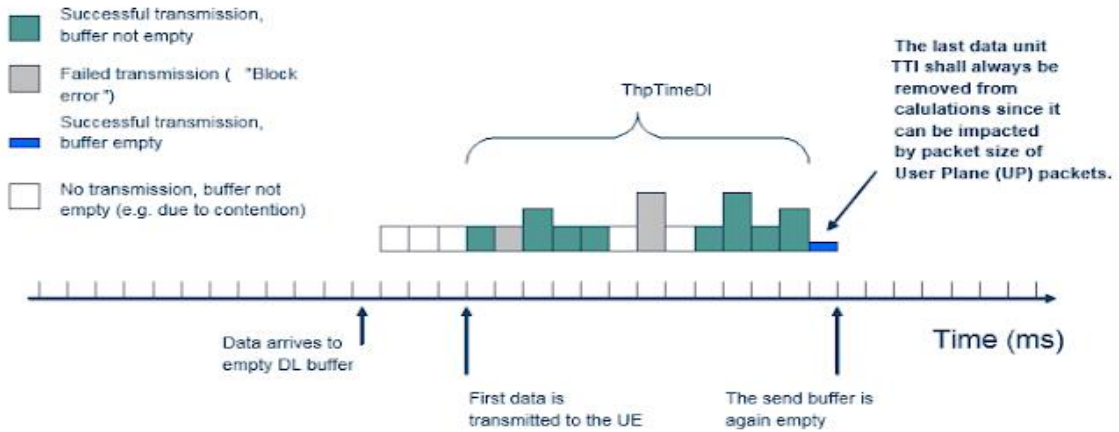 Successful transmission,
buffer not empty
Failed transmission ( "Block
error")
Successful transmission,
buffer empty
No transmission, buffer not
empty (e.g. due to contention)
ThpTimeDl
The last data unit
TTI shall always be
removed from
calulations since it
can be impacted
by packet size of
User Plane (UP) packets.
Time (ms)
Data arrives to
empty DL buffer
First data is
transmitted to the UE
The send buffer is
again empty